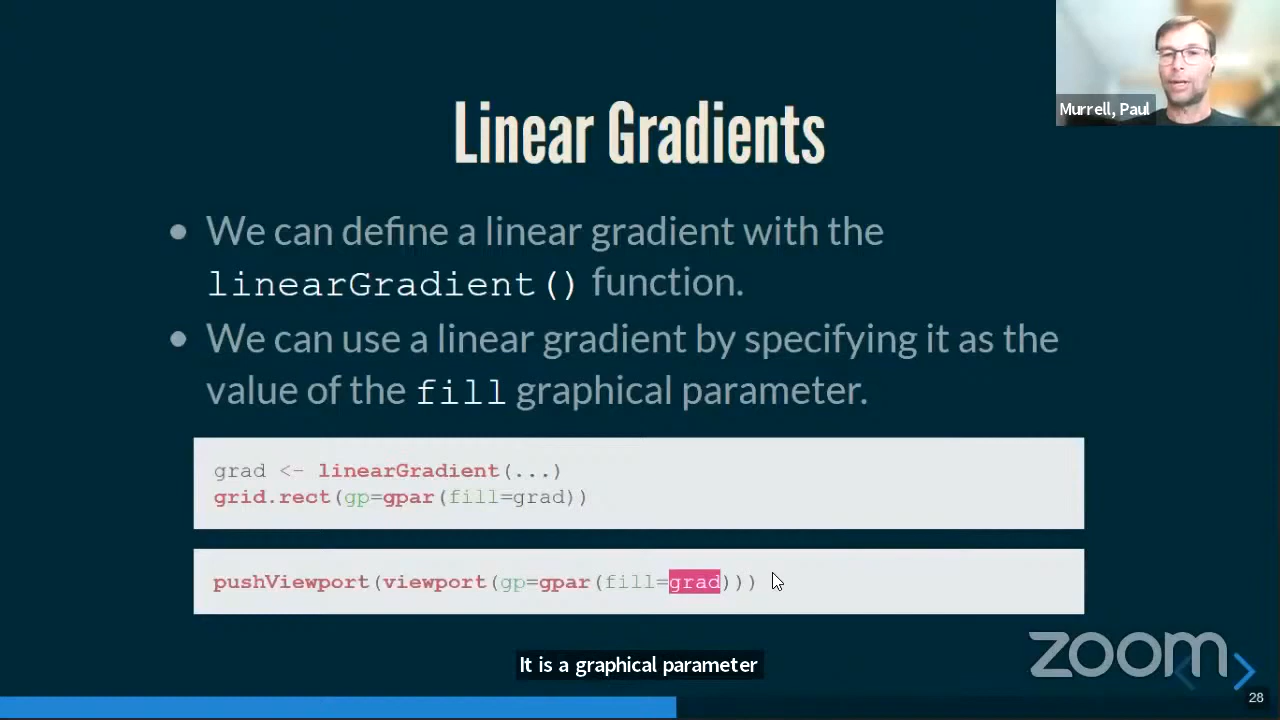 Murrell, Paul
Linear Gradients
• We can define a linear gradient with the
linearGradient() function.
• We can use a linear gradient by specifying it as the
value of the fill graphical parameter.
grad <- linearGradient(...)
grid.rect(gp=gpar(fill=grad))
pushViewport(viewport(gp=gpar(fill=grad)))
It is a graphical parameter
zoom
28